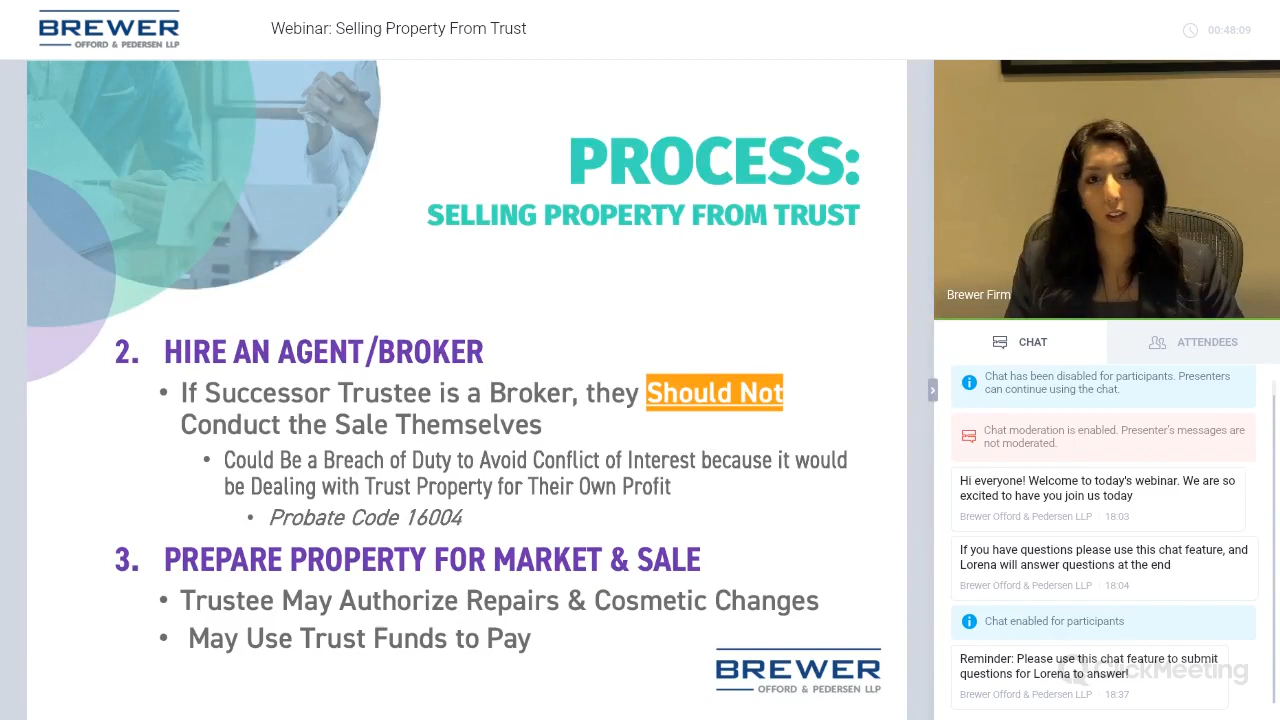 BREWER
OFFORD & PEDERSEN LLP
Webinar: Selling Property From Trust
00:48:09
PROCESS:
SELLING PROPERTY FROM TRUST
2. HIRE AN AGENT/BROKER
• If Successor Trustee is a Broker, they Should Not
Conduct the Sale Themselves
• Could Be a Breach of Duty to Avoid Conflict of Interest because it would
be Dealing with Trust Property for Their Own Profit
• Probate Code 16004
3. PREPARE PROPERTY FOR MARKET & SALE
• Trustee May Authorize Repairs & Cosmetic Changes
• May Use Trust Funds to Pay
BREWER
OFFORD & PEDERSEN LLP
Brewer Firm
CHAT
ATTENDEES
Chat has been disabled for participants. Presenters
can continue using the chat.
Chat moderation is enabled. Presenter's messages are
not moderated.
Hi everyone! Welcome to today's webinar. We are so
excited to have you join us today
Brewer Offord & Pedersen LLP · 18:03
If you have questions please use this chat feature, and
Lorena will answer questions at the end
Brewer Offord & Pedersen LLP · 18:04
Chat enabled for participants
Reminder: Please use this chat feature to submit
questions for Lorena to answer!
Brewer Offord & Pedersen LLP · 18:37
ClickMeeting